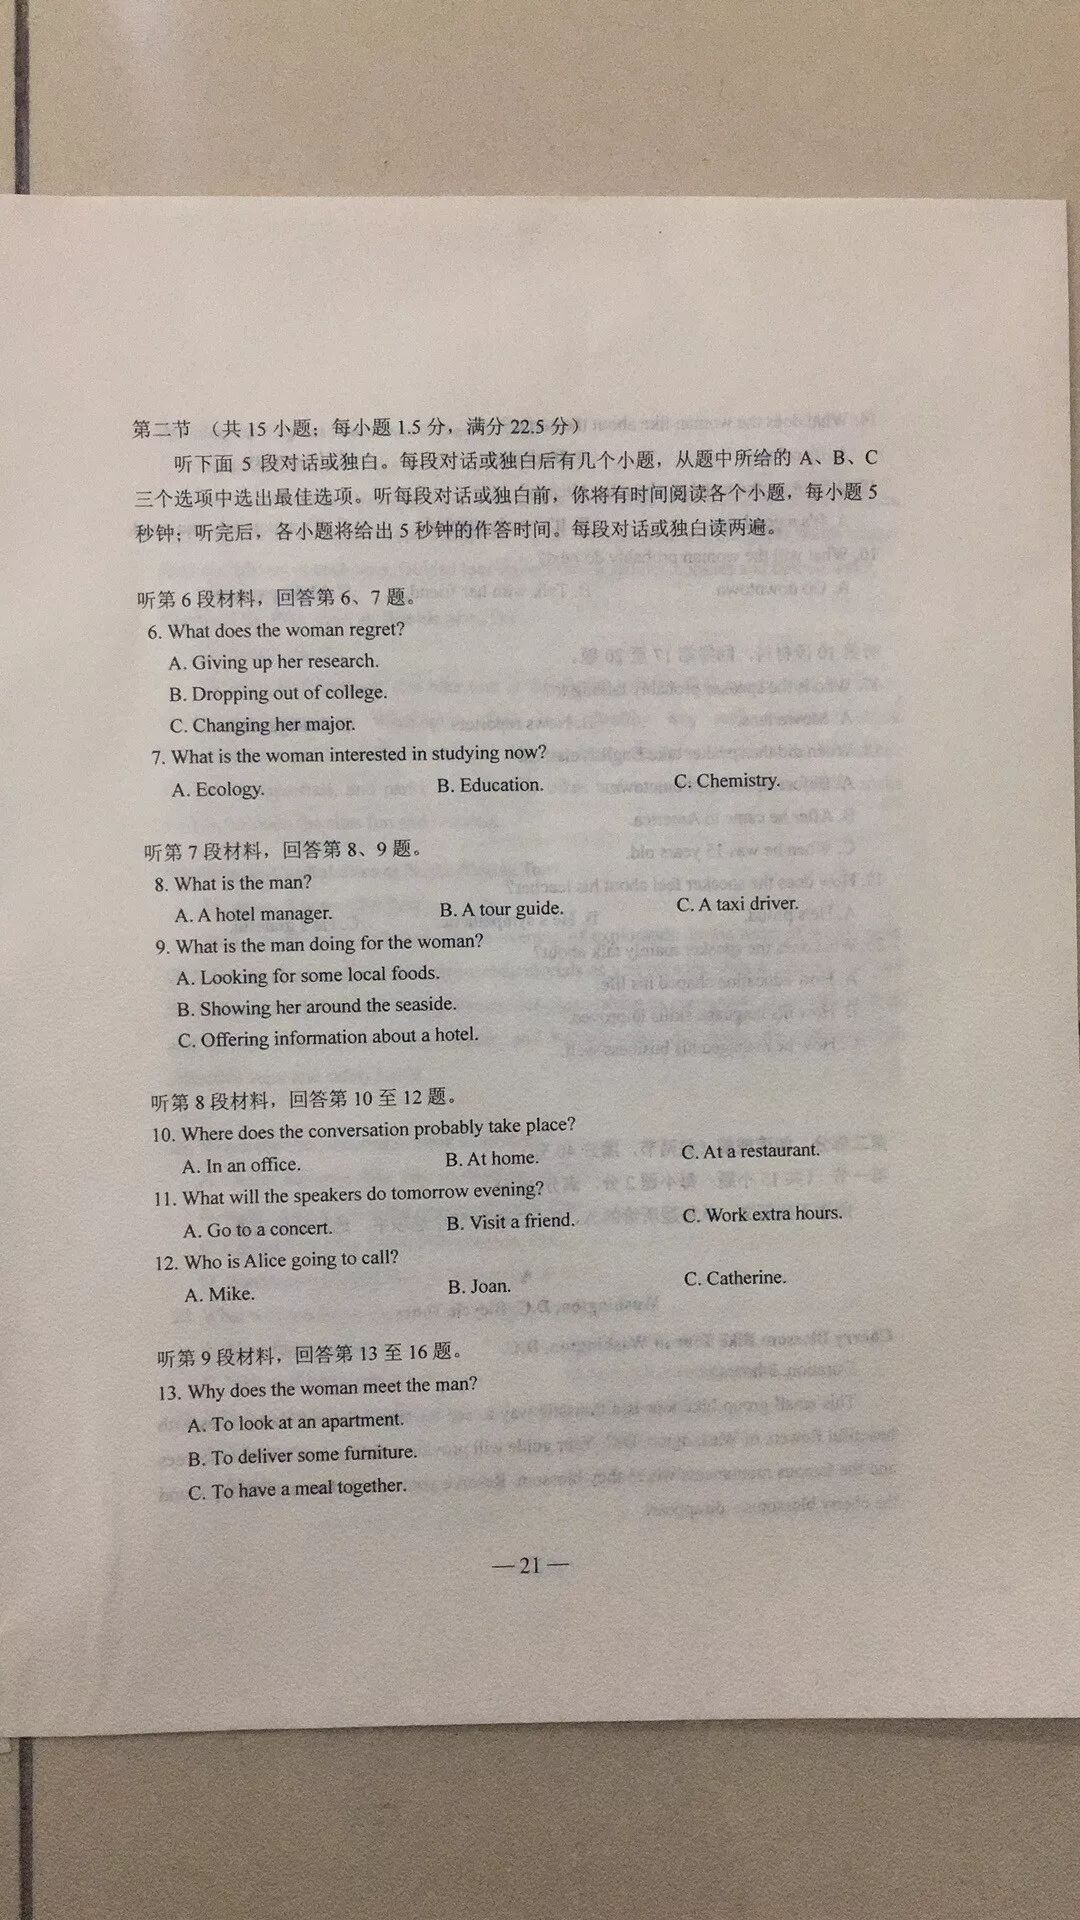 第二节 （共 15 小题；每小题 1.5 分，满分 22.5 分）
听下面 5 段对话或独白。每段对话或独白后有几个小题，从题中所给的 A、B、C
三个选项中选出最佳选项。听每段对话或独白前，你将有时间阅读各个小题，每小题 5
秒钟；听完后，各小题将给出 5 秒钟的作答时间。每段对话或独白读两遍。
听第 6 段材料，回答第 6、7 题。
6. What does the woman regret?
A. Giving up her research.
B. Dropping out of college.
C. Changing her major.
7. What is the woman interested in studying now?
A. Ecology. B. Education. C. Chemistry.
听第 7 段材料，回答第 8、9 题。
8. What is the man?
A. A hotel manager. B. A tour guide. C. A taxi driver.
9. What is the man doing for the woman?
A. Looking for some local foods.
B. Showing her around the seaside.
C. Offering information about a hotel.
听第 8 段材料，回答第 10 至 12 题。
10. Where does the conversation probably take place?
A. In an office. B. At home. C. At a restaurant.
11. What will the speakers do tomorrow evening?
A. Go to a concert. B. Visit a friend. C. Work extra hours.
12. Who is Alice going to call?
A. Mike. B. Joan. C. Catherine.
听第 9 段材料，回答第 13 至 16 题。
13. Why does the woman meet the man?
A. To look at an apartment.
B. To deliver some furniture.
C. To have a meal together.
— 21 —